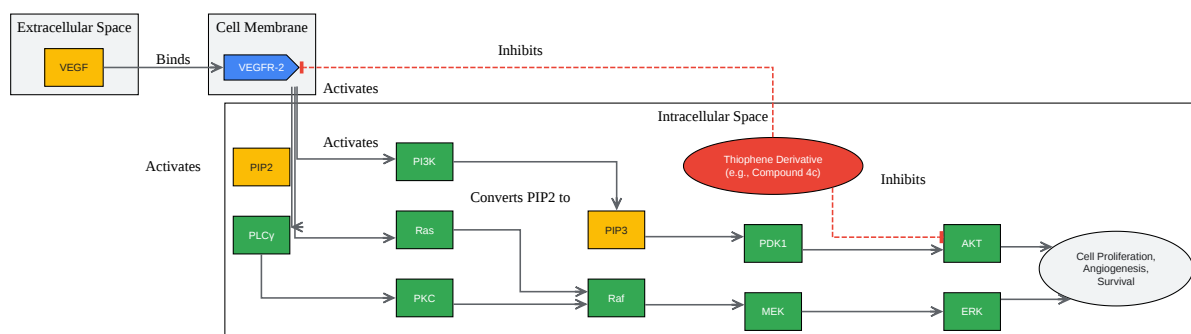 Extracellular Space
Cell Membrane
VEGF
Binds
VEGFR-2
Inhibits
Activates
Intracellular Space
Activates
Activates
PIP2
PI3K
Thiophene Derivative
(e.g., Compound 4c)
Inhibits
Converts PIP2 to
PLCγ
Ras
PIP3
PDK1
AKT
Cell Proliferation,
Angiogenesis,
Survival
PKC
Raf
MEK
ERK